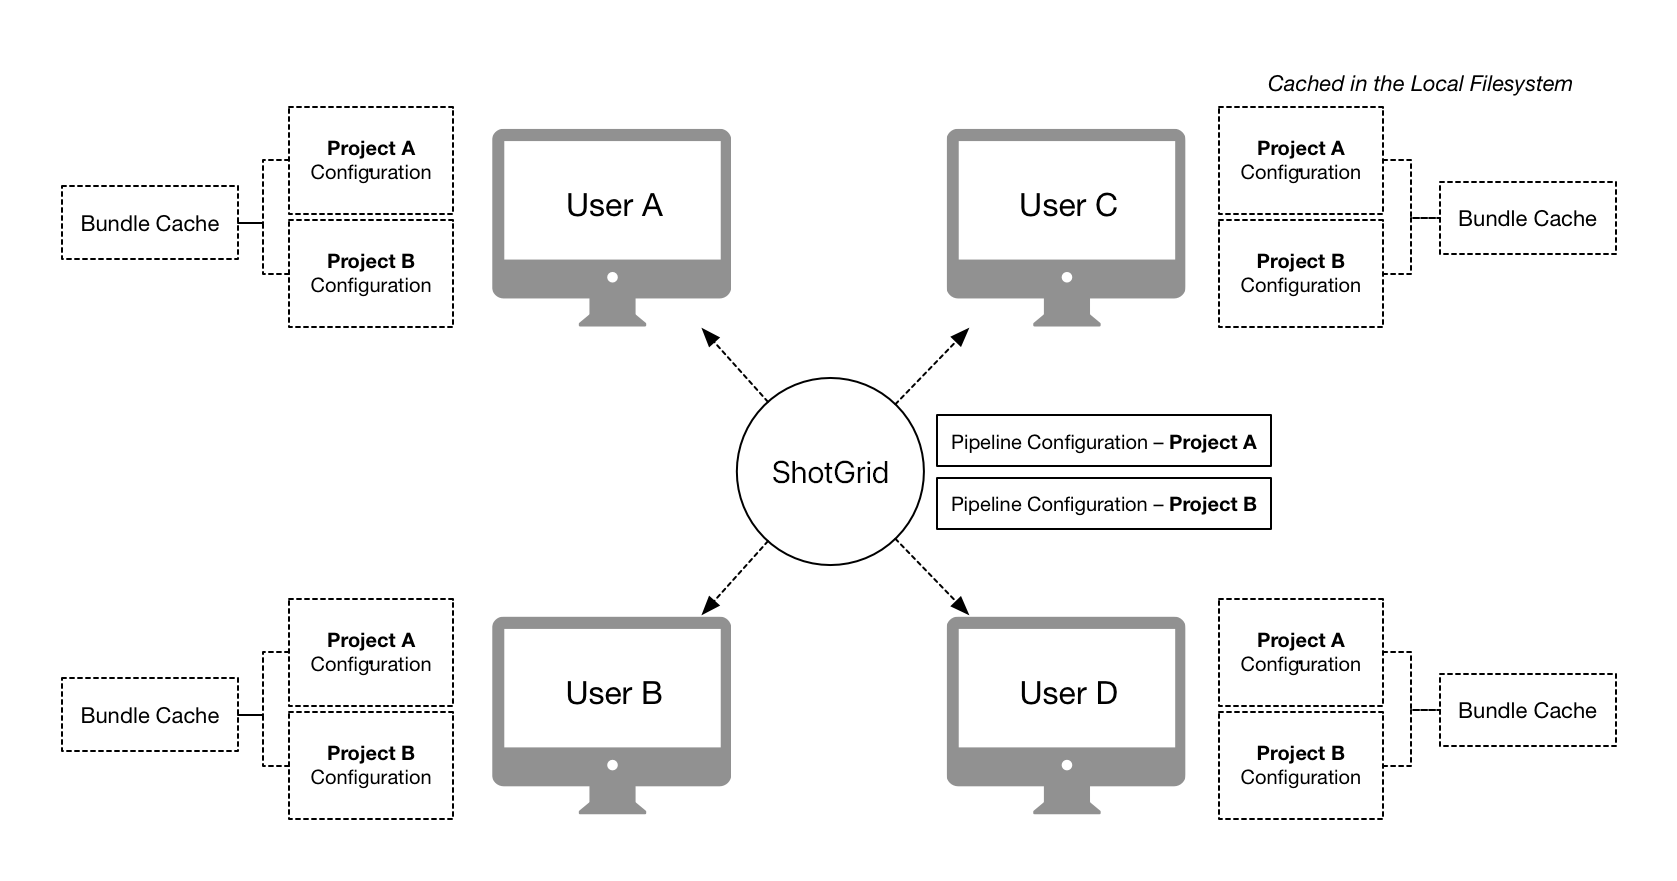 Cached in the Local Filesystem
Project A
Configuration
Project B
Configuration
Bundle Cache
User A
User C
Project A
Configuration
Project B
Configuration
Bundle Cache
ShotGrid
Pipeline Configuration – Project A
Pipeline Configuration – Project B
Project A
Configuration
Project B
Configuration
Bundle Cache
User B
User D
Project A
Configuration
Project B
Configuration
Bundle Cache